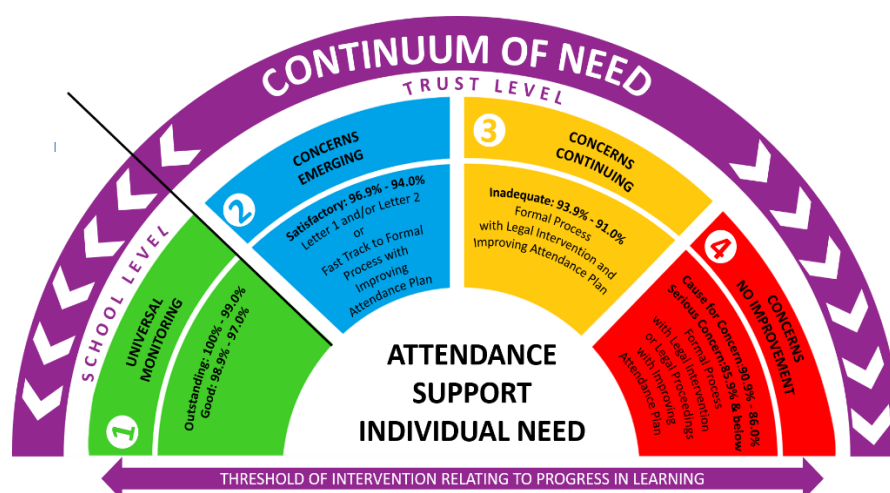 CONTINUUM OF NEED
TRUST LEVEL
SCHOOL LEVEL
1
UNIVERSAL
MONITORING
Outstanding: 100% - 99.0%
Good: 98.9% - 97.0%
2
CONCERNS
EMERGING
Satisfactory: 96.9% - 94.0%
Letter 1 and/or Letter 2
or
Fast Track to Formal
Process with
Improving
Attendance Plan
3
CONCERNS
CONTINUING
Inadequate: 93.9% - 91.0%
Formal Process
with Legal Intervention and
Improving Attendance Plan
4
CONCERNS
NO IMPROVEMENT
Cause for Concern:90.9% - 86.0%
Serious Concern:85.9% & below
Formal Process
with Legal Intervention
or Legal Proceedings
with Improving
Attendance Plan
ATTENDANCE
SUPPORT
INDIVIDUAL NEED
THRESHOLD OF INTERVENTION RELATING TO PROGRESS IN LEARNING